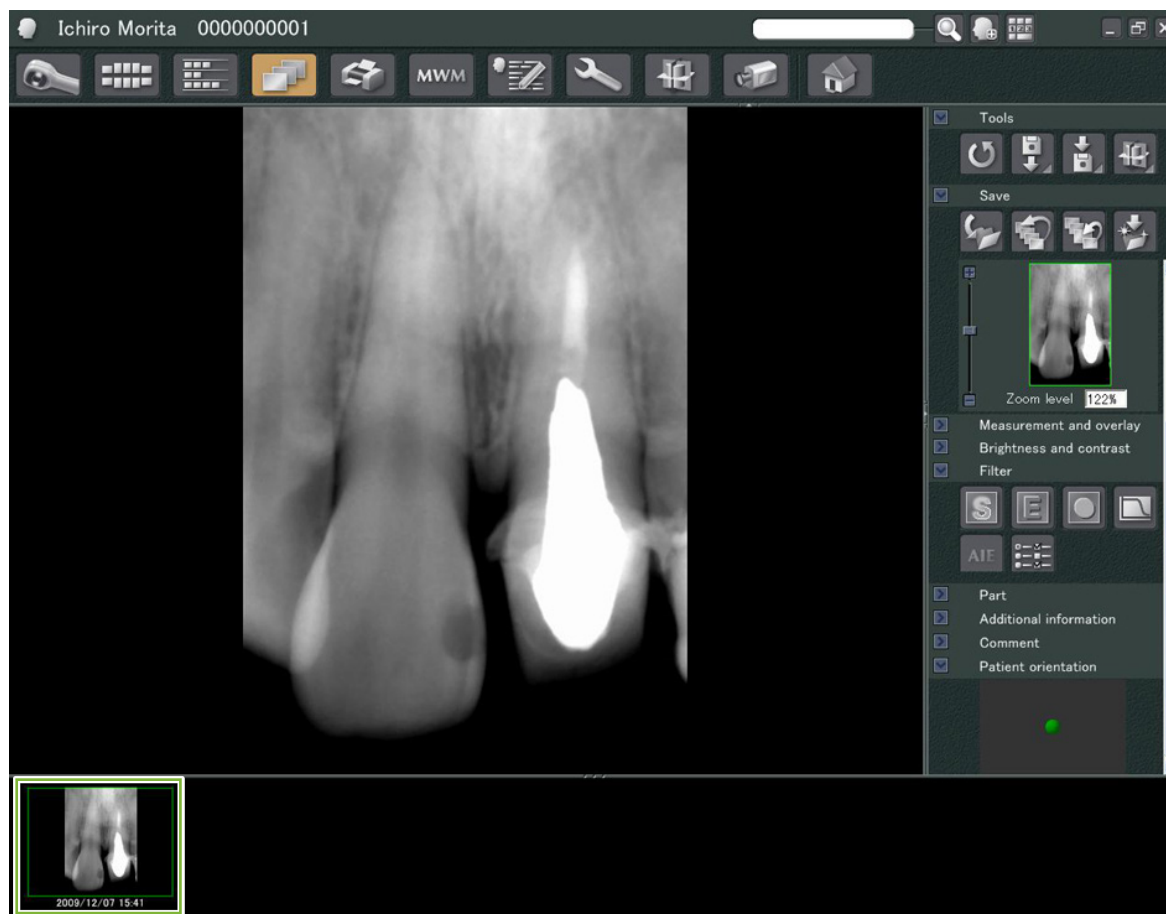 Ichiro Morita 0000000001
MWM
Tools
Save
Zoom level 122%
Measurement and overlay
Brightness and contrast
Filter
S E
AIE
Part
Additional information
Comment
Patient orientation
2009/12/07 15:41